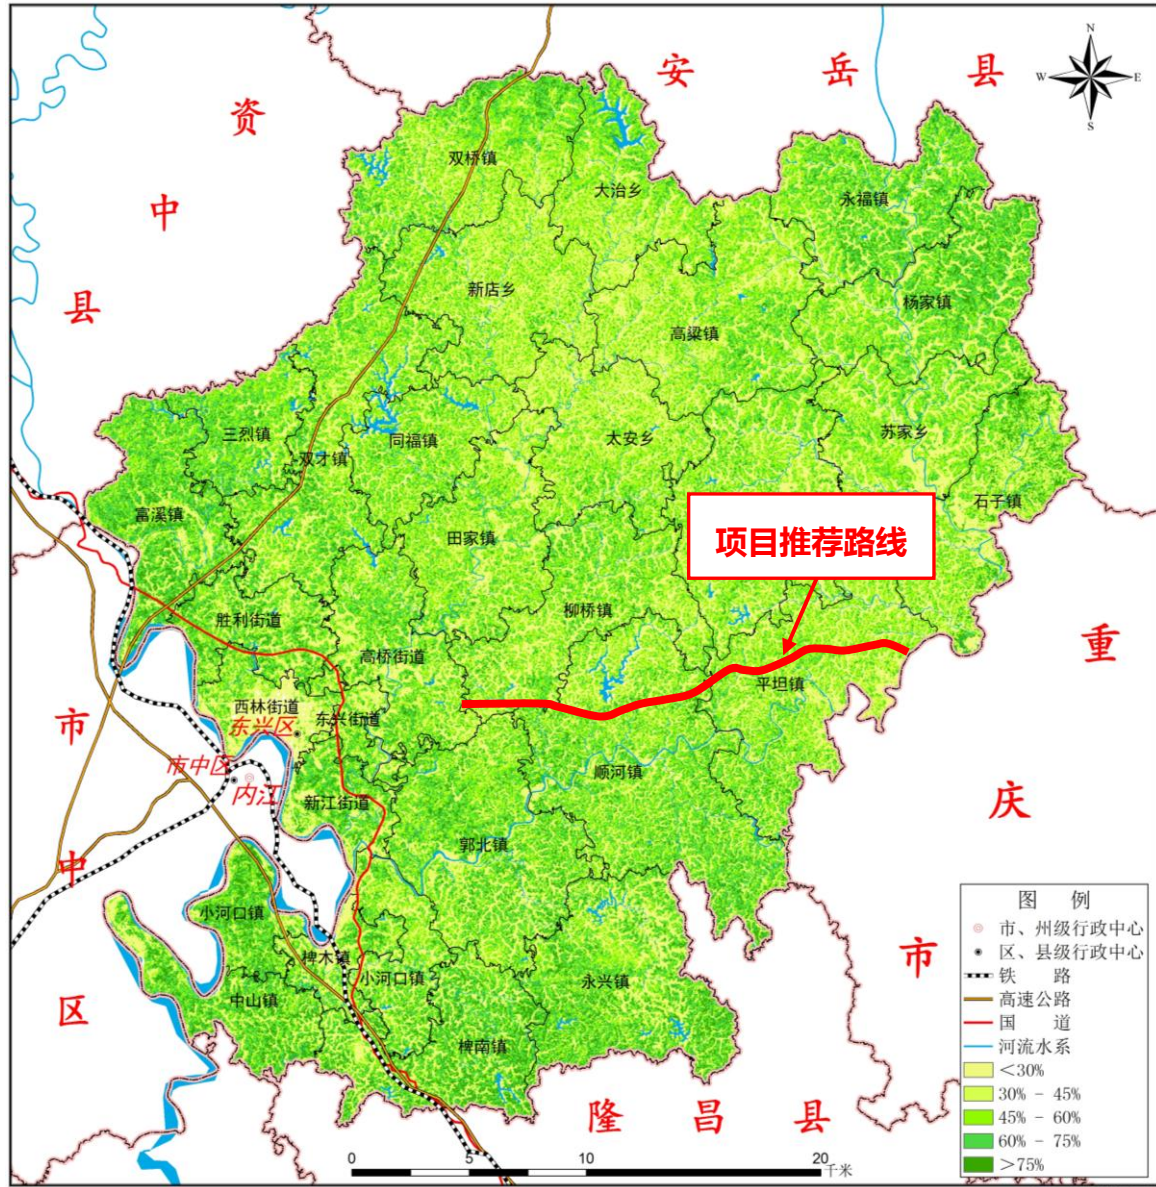 N
W
E
S
安岳县
资中县
双桥镇
大治乡
永福镇
新店乡
杨家镇
高粱镇
三烈镇
双才镇
同福镇
太安乡
苏家乡
石子镇
富溪镇
田家镇
项目推荐路线
柳桥镇
胜利街道
高桥街道
重庆市
平坦镇
西林街道
东兴街道
东兴区
市中区
市中区
内江
新江街道
顺河镇
郭北镇
小河口镇
椑木镇
小河口镇
中山镇
永兴镇
椑南镇
隆昌县
图 例
市、州级行政中心
区、县级行政中心
铁 路
高速公路
国 道
河流水系
<30%
30% - 45%
45% - 60%
60% - 75%
>75%
0 5 10 20 千米